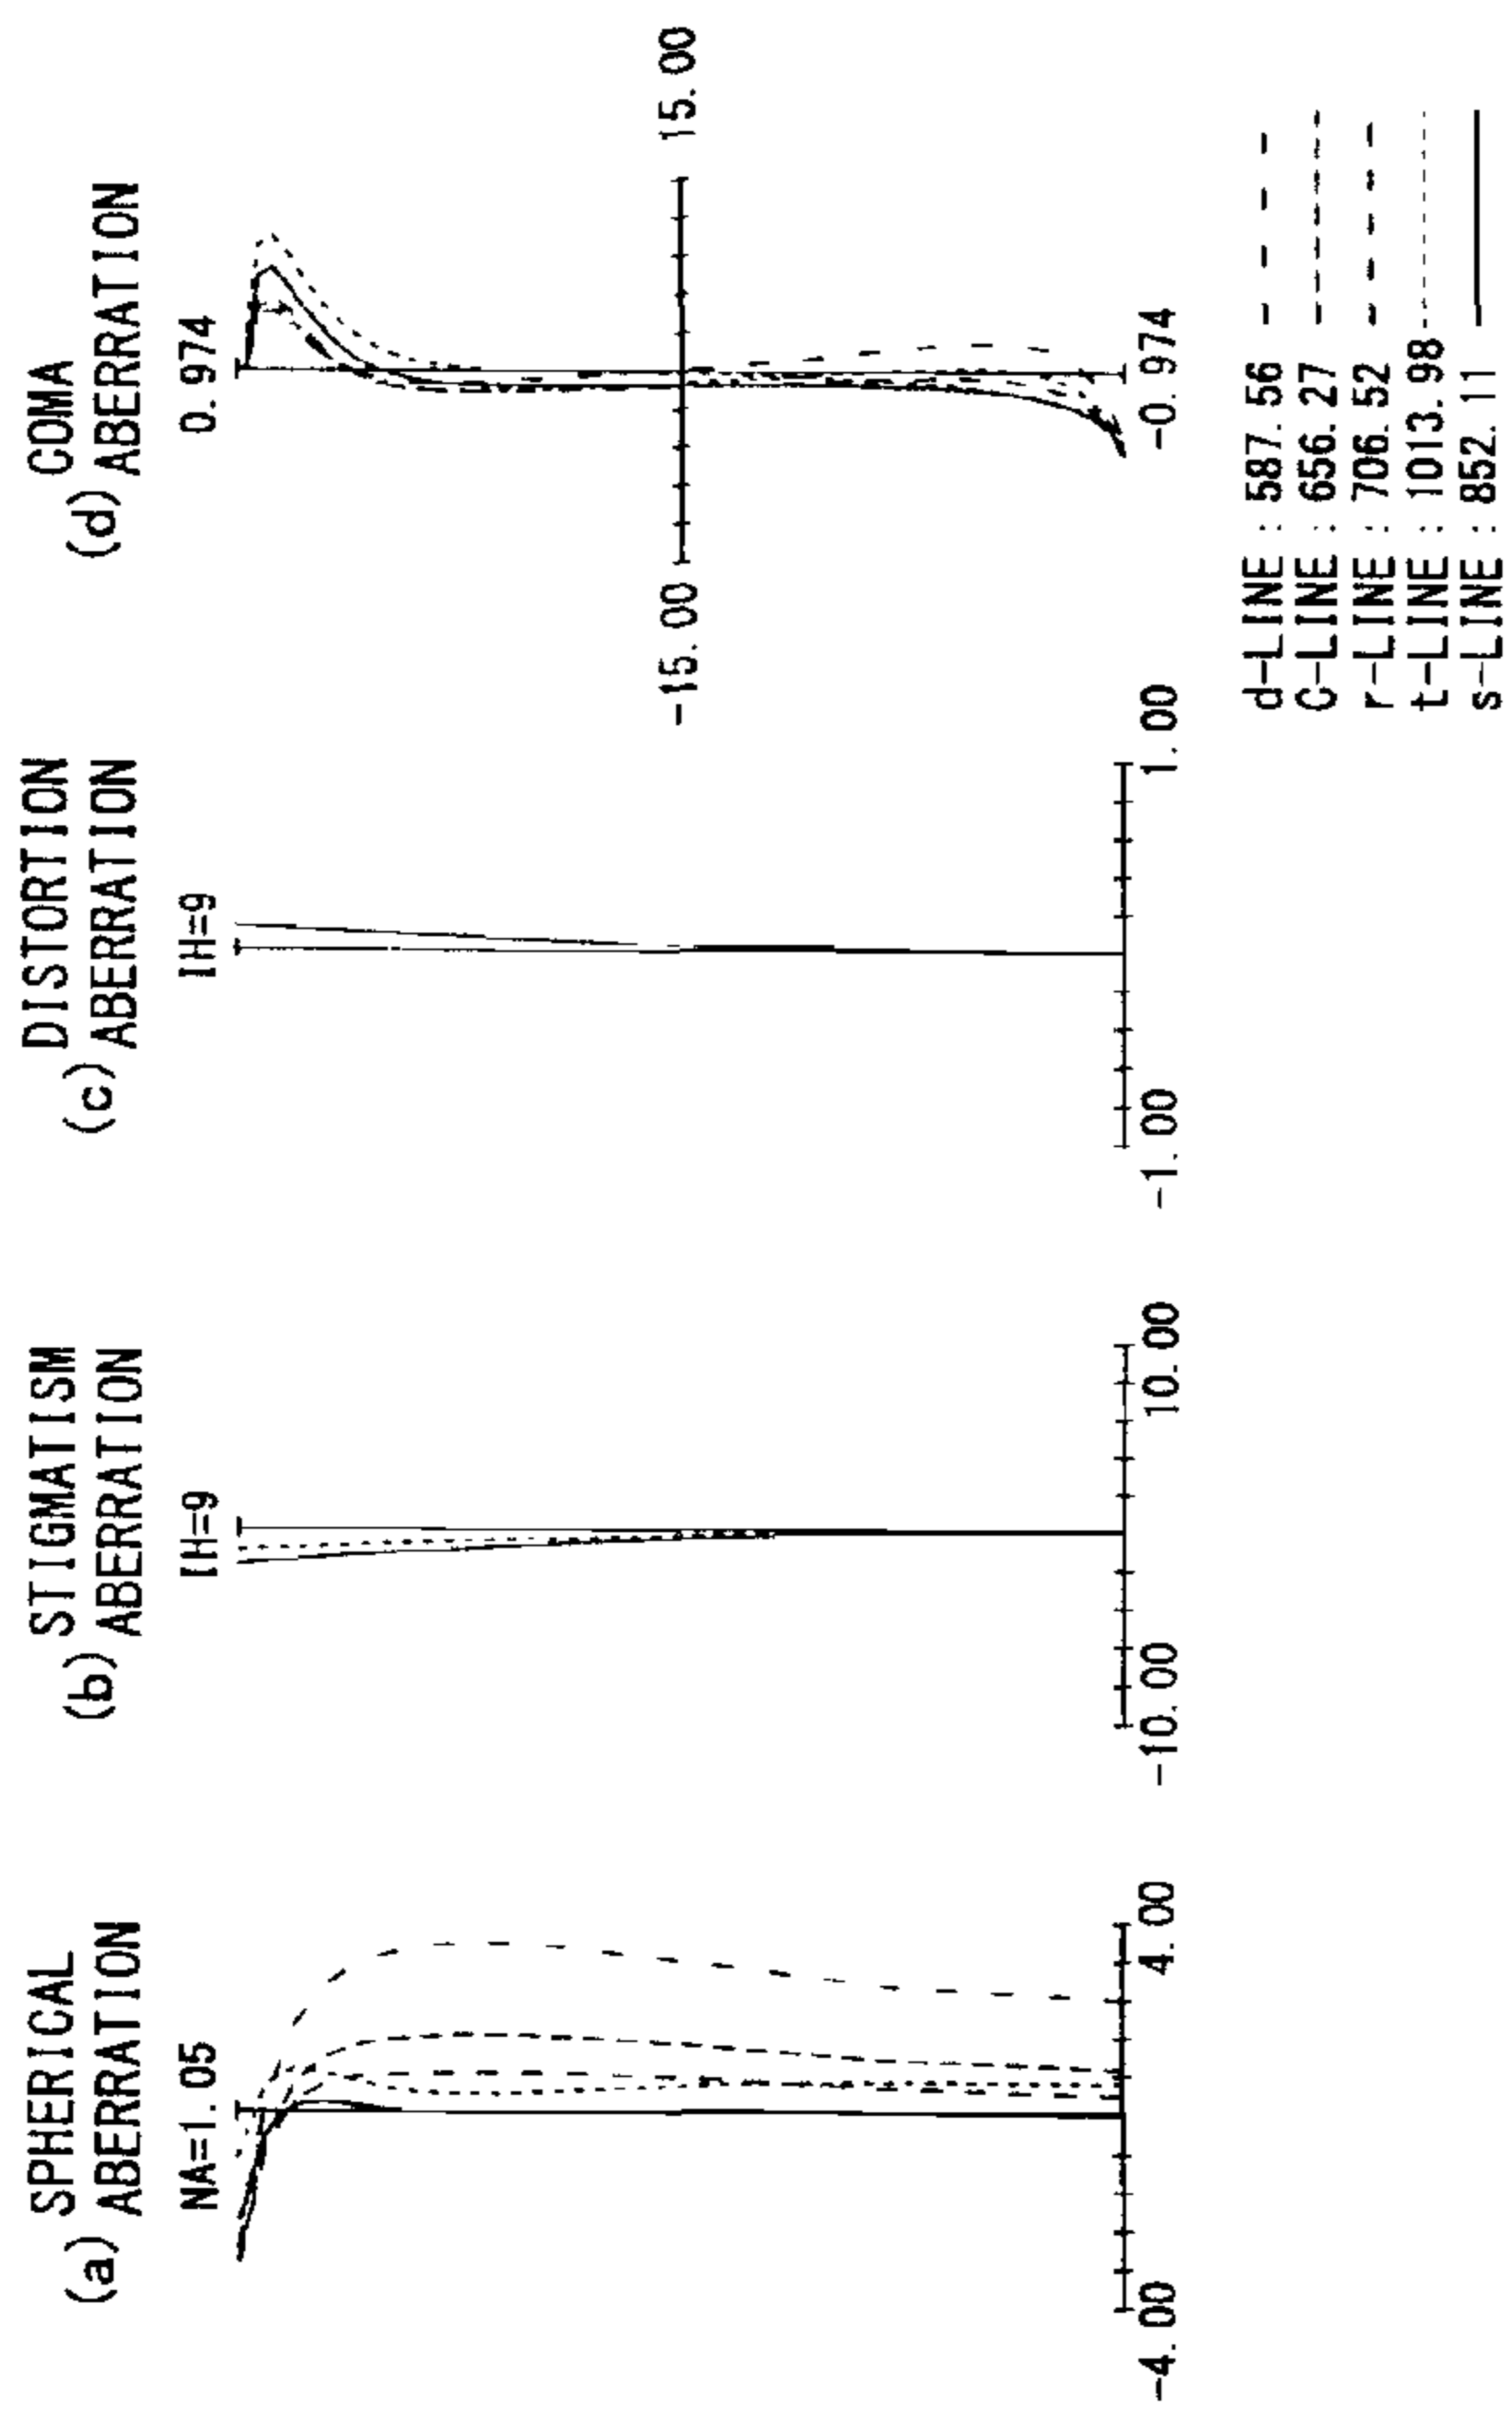 (a) SPHERICAL
ABERRATION
NA=1.05
-4.00
4.00
(b) STIGMATISM
ABERRATION
IH=9
-10.00
10.00
(c) DISTORTION
ABERRATION
IH=9
-1.00
1.00
(d) COMA
ABERRATION
0.974
-15.00
15.00
-0.974
d-LINE : 587.56
C-LINE : 656.27
r-LINE : 706.52
t-LINE : 1013.98
s-LINE : 852.11